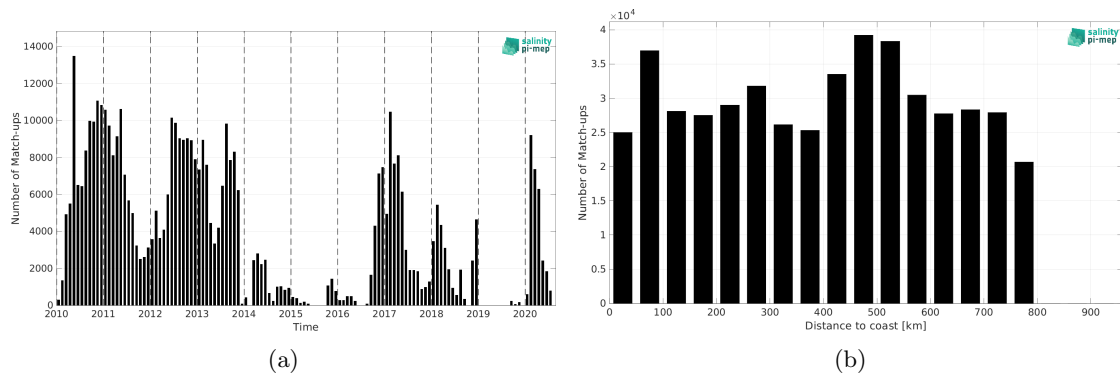 14000
12000
10000
8000
6000
4000
2000
0
Number of Match-ups
2010 2011 2012 2013 2014 2015 2016 2017 2018 2019 2020
Time
salinity
pi-mep
(a)
×10⁴
4
3.5
3
2.5
2
1.5
1
0.5
0
Number of Match-ups
0 100 200 300 400 500 600 700 800 900
Distance to coast [km]
salinity
pi-mep
(b)